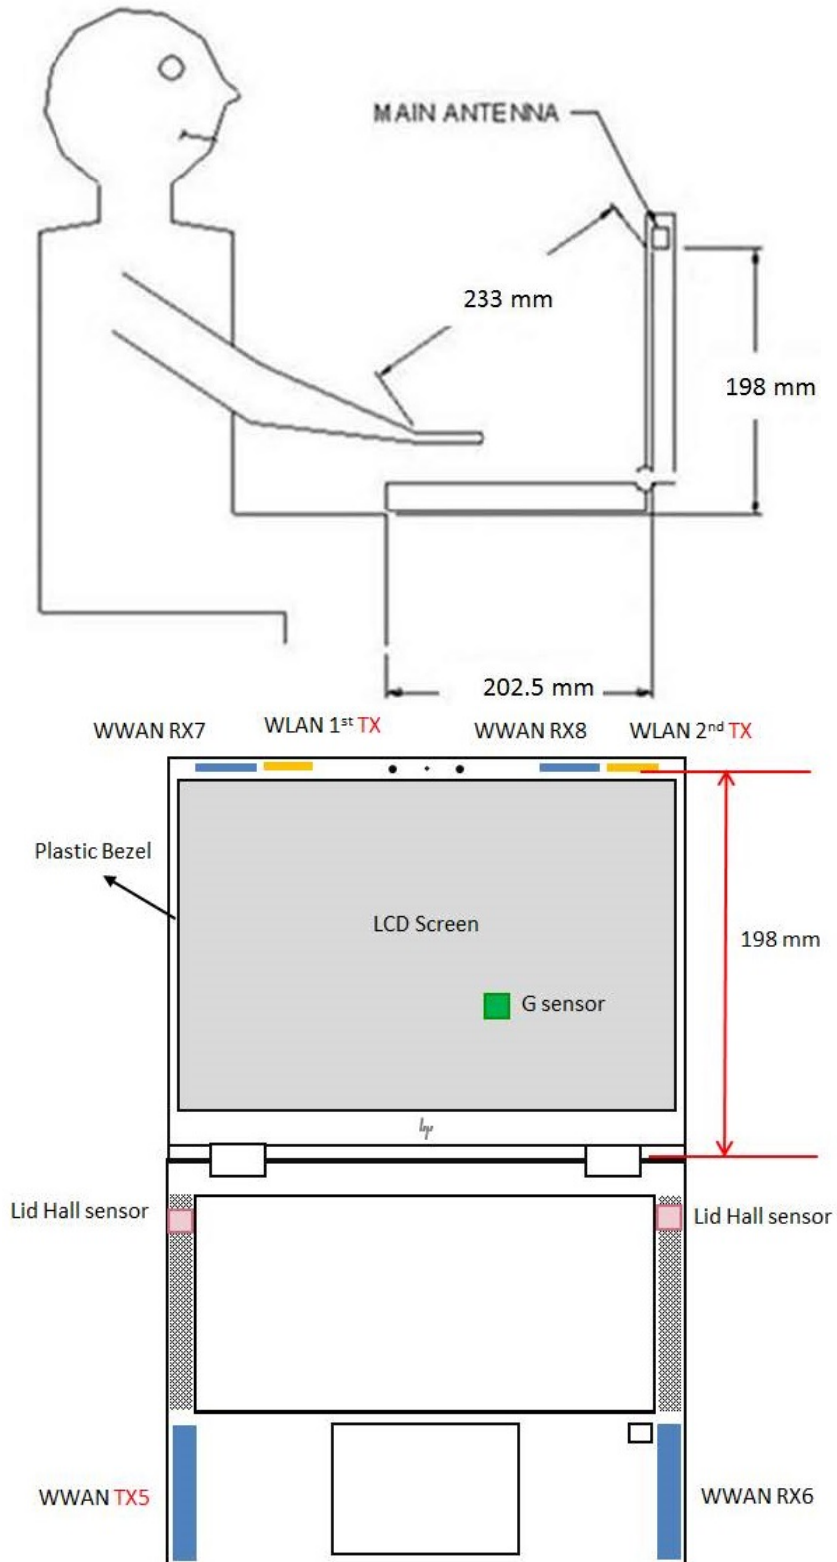 MAIN ANTENNA
233 mm
198 mm
202.5 mm
WWAN RX7
WLAN 1st TX
WWAN RX8
WLAN 2nd TX
Plastic Bezel
LCD Screen
198 mm
G sensor
hp
Lid Hall sensor
Lid Hall sensor
WWAN TX5
WWAN RX6